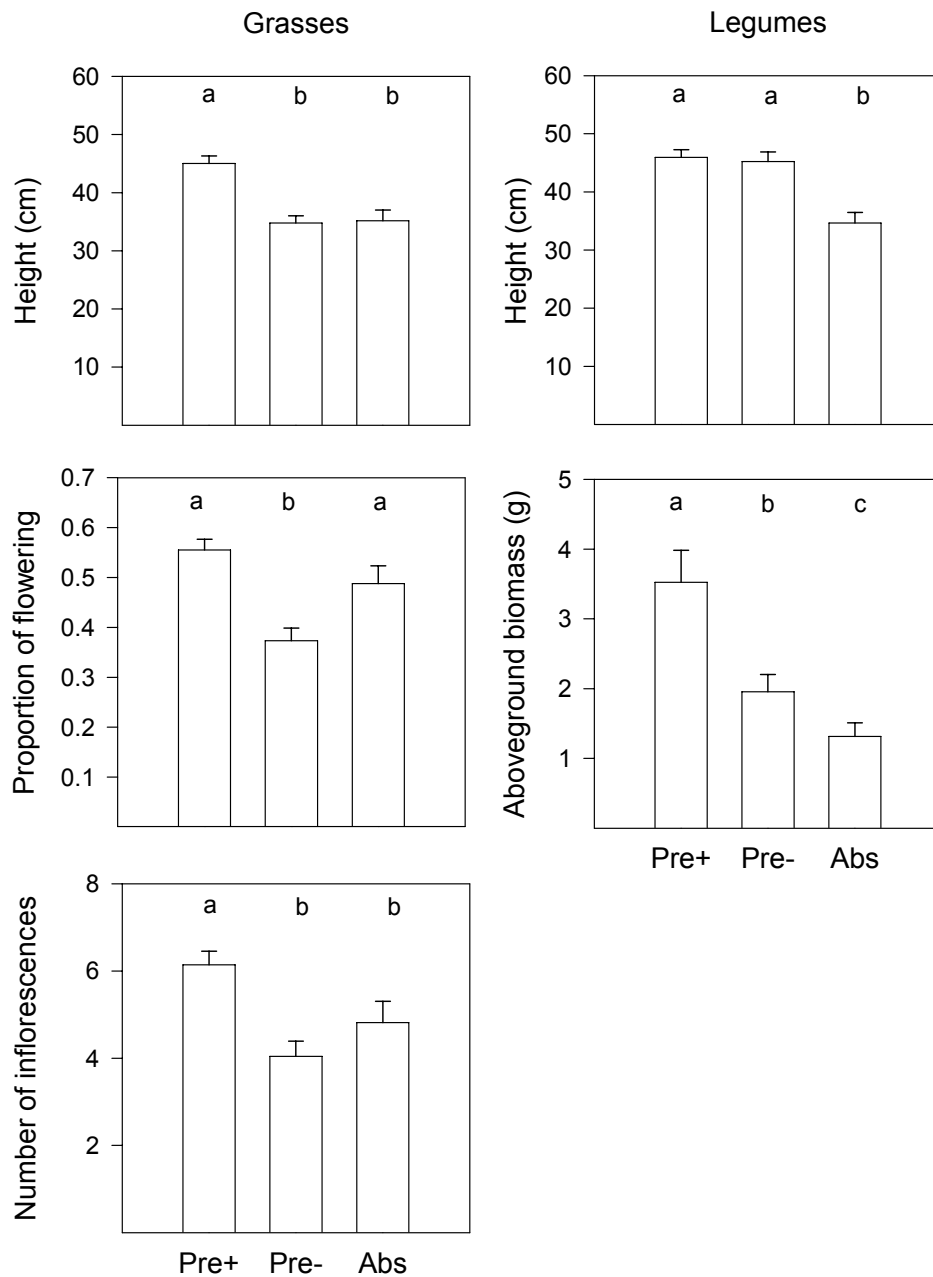 Grasses
Legumes
Height (cm)
60
50
40
30
20
10
a b b
Height (cm)
60
50
40
30
20
10
a a b
Proportion of flowering
0.7
0.6
0.5
0.4
0.3
0.2
0.1
a b a
Aboveground biomass (g)
5
4
3
2
1
a b c
Pre+ Pre- Abs
Number of inflorescences
8
6
4
2
a b b
Pre+ Pre- Abs